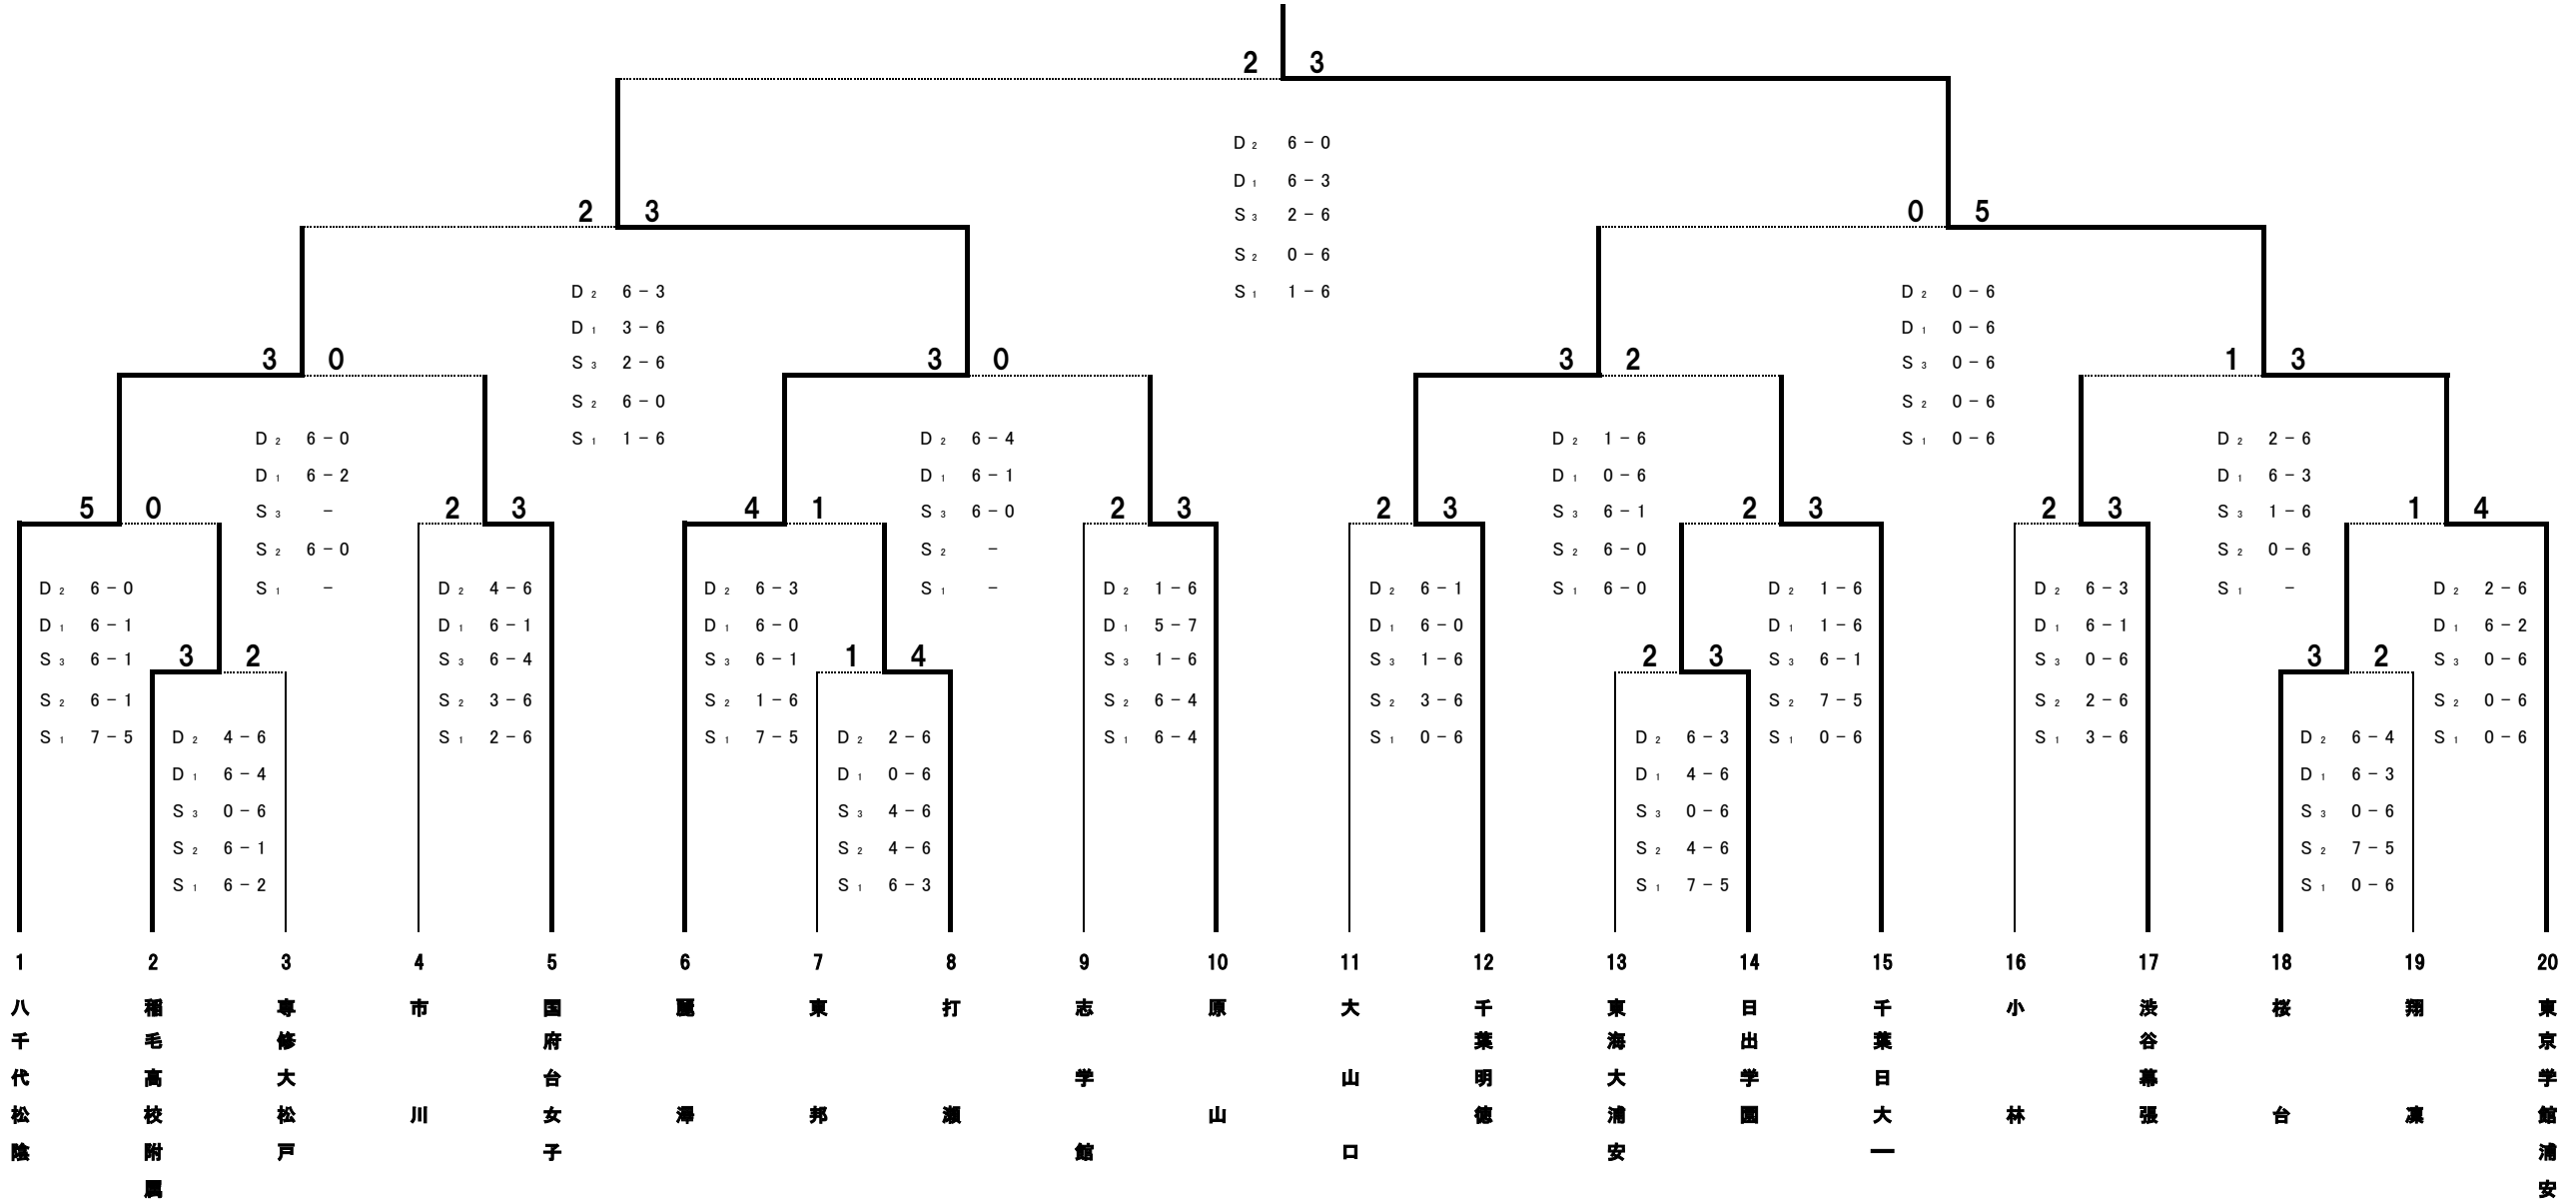 2 3
D2 6-0
D1 6-3
S3 2-6
S2 0-6
S1 1-6
2 3
D2 6-3
D1 3-6
S3 2-6
S2 6-0
S1 1-6
0 5
D2 0-6
D1 0-6
S3 0-6
S2 0-6
S1 0-6
3 0
D2 6-0
D1 6-2
S3 -
S2 6-0
S1 -
3 0
D2 6-4
D1 6-1
S3 6-0
S2 -
S1 -
3 2
D2 1-6
D1 0-6
S3 6-1
S2 6-0
S1 6-0
1 3
D2 2-6
D1 6-3
S3 1-6
S2 0-6
S1 -
5 0
D2 6-0
D1 6-1
S3 6-1
S2 6-1
S1 7-5
2 3
D2 4-6
D1 6-1
S3 6-4
S2 3-6
S1 2-6
4 1
D2 6-3
D1 6-0
S3 6-1
S2 1-6
S1 7-5
2 3
D2 1-6
D1 5-7
S3 1-6
S2 6-4
S1 6-4
2 3
D2 6-1
D1 6-0
S3 1-6
S2 3-6
S1 0-6
2 3
D2 1-6
D1 1-6
S3 6-1
S2 7-5
S1 0-6
2 3
D2 6-3
D1 6-1
S3 0-6
S2 2-6
S1 3-6
1 4
D2 2-6
D1 6-2
S3 0-6
S2 0-6
S1 0-6
3 2
D2 4-6
D1 6-4
S3 0-6
S2 6-1
S1 6-2
1 4
D2 2-6
D1 0-6
S3 4-6
S2 4-6
S1 6-3
2 3
D2 6-3
D1 4-6
S3 0-6
S2 4-6
S1 7-5
3 2
D2 6-4
D1 6-3
S3 0-6
S2 7-5
S1 0-6
1 八千代松陰
2 稲毛高校附属
3 専修大松戸
4 市川
5 国府台女子
6 麗澤
7 東邦
8 打瀬
9 志学館
10 原山
11 大山口
12 千葉明徳
13 東海大浦安
14 日出学園
15 千葉日大一
16 小林
17 渋谷幕張
18 桜台
19 翔凜
20 東京学館浦安